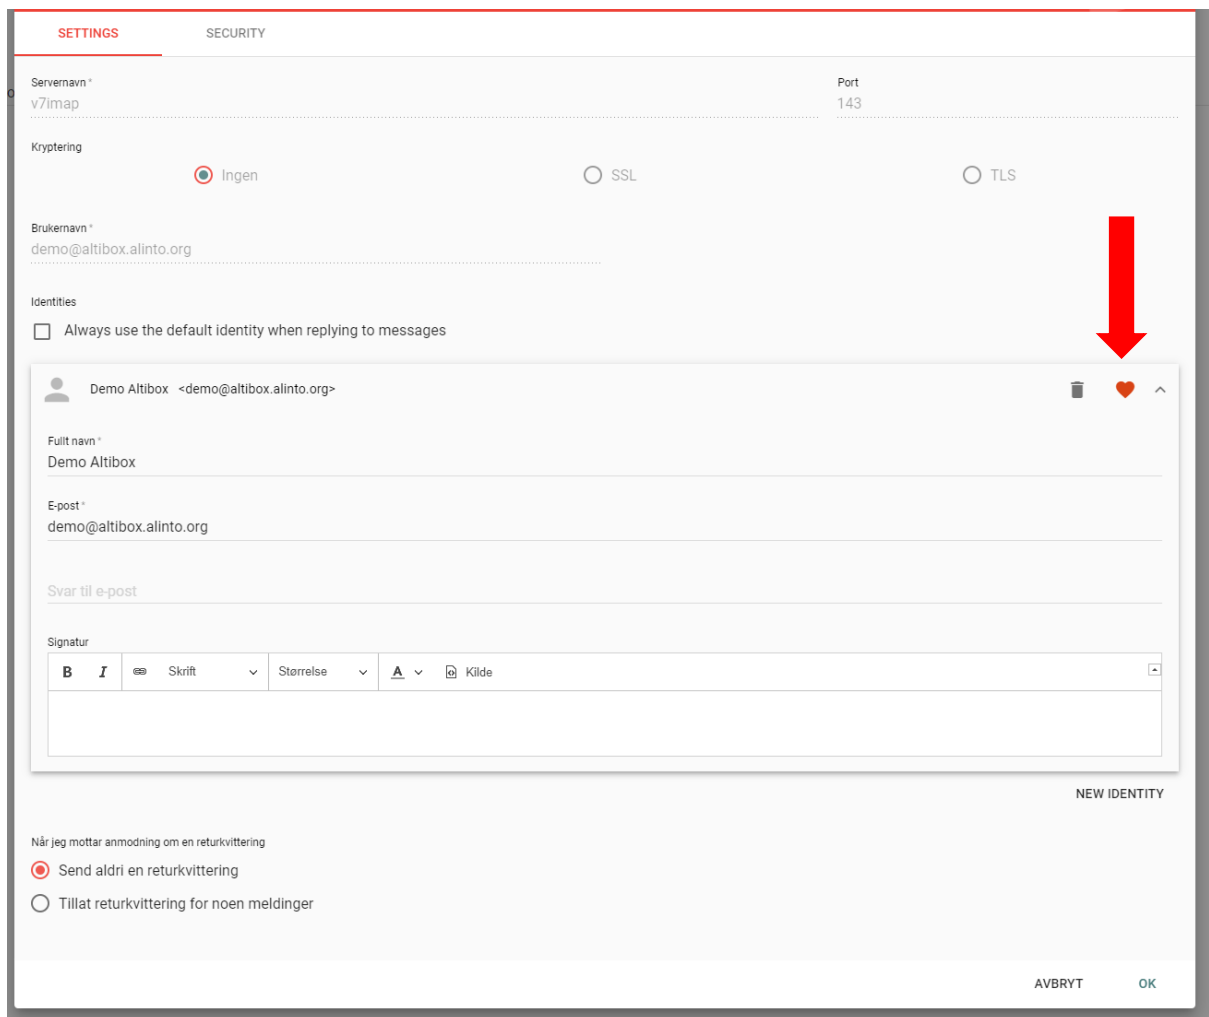 SETTINGS SECURITY
Servernavn * Port
v7imap 143
Kryptering
Ingen SSL TLS
Brukernavn *
demo@altibox.alinto.org
Identities
Always use the default identity when replying to messages
Demo Altibox <demo@altibox.alinto.org>
Fullt navn *
Demo Altibox
E-post *
demo@altibox.alinto.org
Svar til e-post
Signatur
B I Skrift Størrelse A Kilde
NEW IDENTITY
Når jeg mottar anmodning om en returkvittering
Send aldri en returkvittering
Tillat returkvittering for noen meldinger
AVBRYT OK